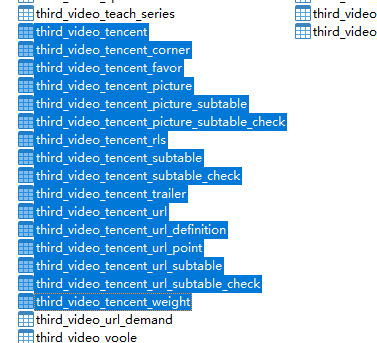 third_video_teach_series
third_video_tencent
third_video_tencent_corner
third_video_tencent_favor
third_video_tencent_picture
third_video_tencent_picture_subtable
third_video_tencent_picture_subtable_check
third_video_tencent_rls
third_video_tencent_subtable
third_video_tencent_subtable_check
third_video_tencent_trailer
third_video_tencent_url
third_video_tencent_url_definition
third_video_tencent_url_point
third_video_tencent_url_subtable
third_video_tencent_url_subtable_check
third_video_tencent_weight
third_video_url_demand
third_video_voole
third_video
third_video